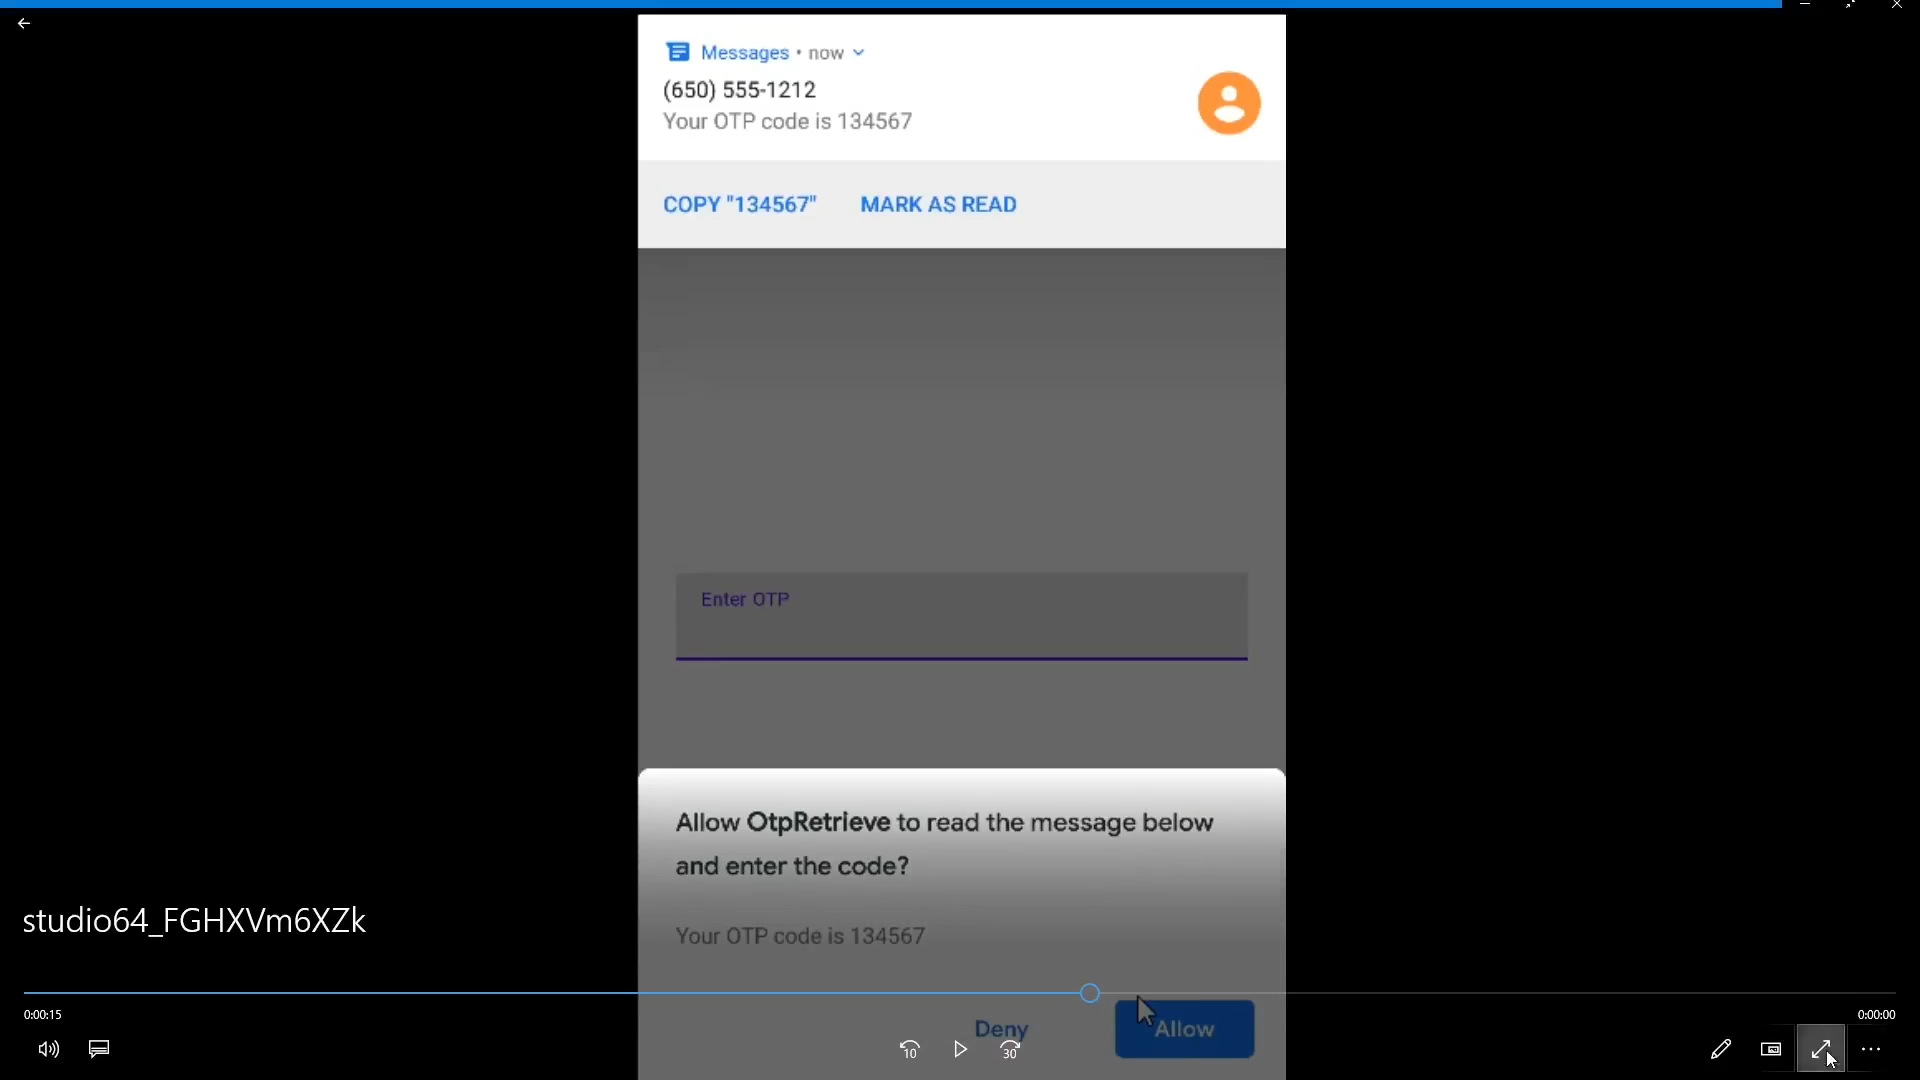 Messages • now
(650) 555-1212
Your OTP code is 134567
COPY "134567" MARK AS READ
Enter OTP
Allow OtpRetrieve to read the message below
and enter the code?
studio64_FGHXVm6XZk
Your OTP code is 134567
0:00:15 0:00:00
Deny Allow
10 30